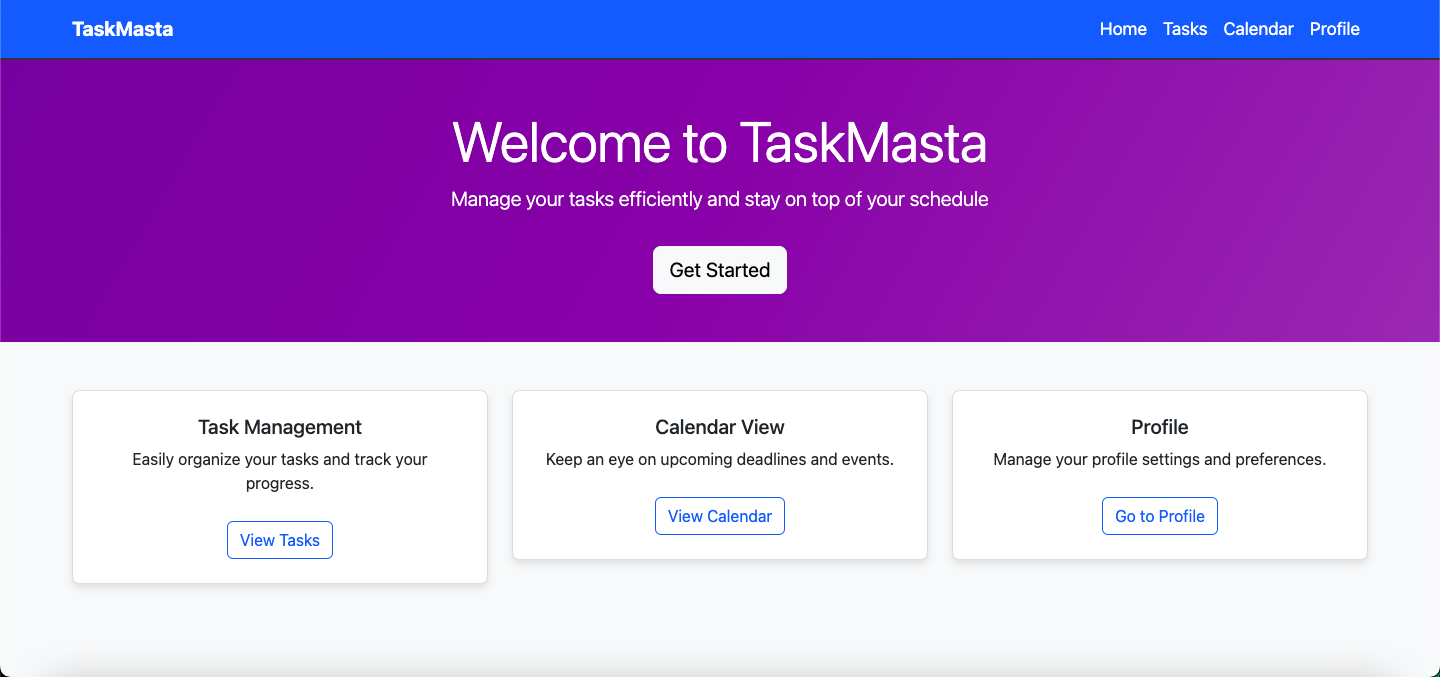 TaskMasta
Home Tasks Calendar Profile
Welcome to TaskMasta
Manage your tasks efficiently and stay on top of your schedule
Get Started
Task Management
Easily organize your tasks and track your
progress.
View Tasks
Calendar View
Keep an eye on upcoming deadlines and events.
View Calendar
Profile
Manage your profile settings and preferences.
Go to Profile